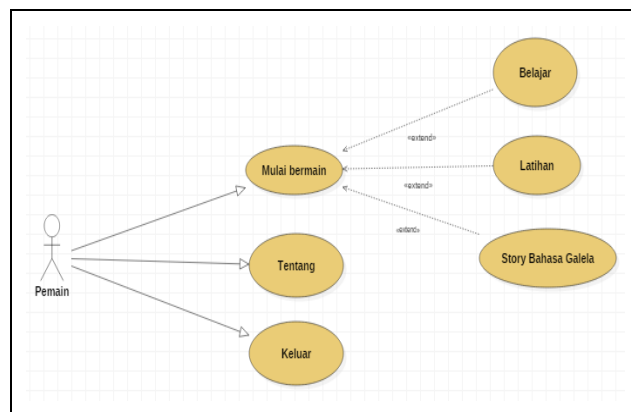 Belajar
«extend»
Mulai bermain
Latihan
«extend»
«extend»
Story Bahasa Galela
Tentang
Pemain
Keluar